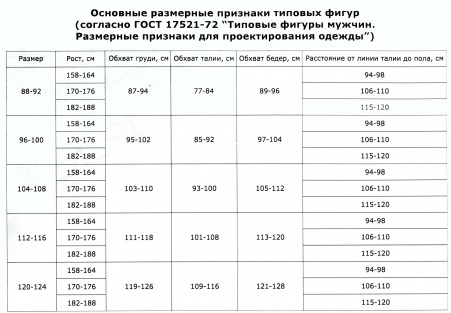 Основные размерные признаки типовых фигур
(согласно ГОСТ 17521-72 “Типовые фигуры мужчин.
Размерные признаки для проектирования одежды”)
Размер Рост, см Обхват груди, см Обхват талии, см Обхват бедер, см Расстояние от линии талии до пола, см
158-164 94-98
88-92 170-176 87-94 77-84 89-96 106-110
182-188 115-120
158-164 94-98
96-100 170-176 95-102 85-92 97-104 106-110
182-188 115-120
158-164 94-98
104-108 170-176 103-110 93-100 105-112 106-110
182-188 115-120
158-164 94-98
112-116 170-176 111-118 101-108 113-120 106-110
182-188 115-120
158-164 94-98
120-124 170-176 119-126 109-116 121-128 106-110
182-188 115-120